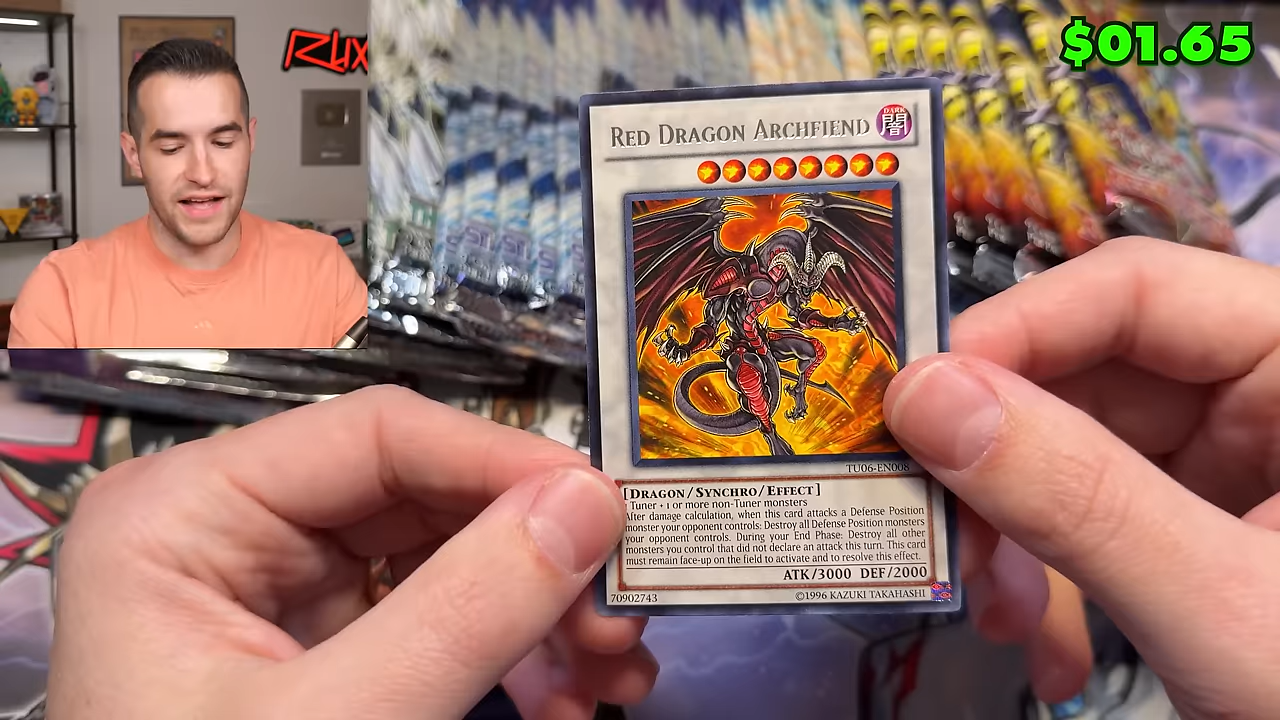 $01.65
RUX
RED DRAGON ARCHFIEND
DARK
闇
TU06-EN008
[DRAGON/SYNCHRO/EFFECT]
1 Tuner + 1 or more non-Tuner monsters
After damage calculation, when this card attacks a Defense Position
monster your opponent controls: Destroy all Defense Position monsters
your opponent controls. During your End Phase: Destroy all other
monsters you control that did not declare an attack this turn. This card
must remain face-up on the field to activate and to resolve this effect.
ATK/3000 DEF/2000
70902743
©1996 KAZUKI TAKAHASHI